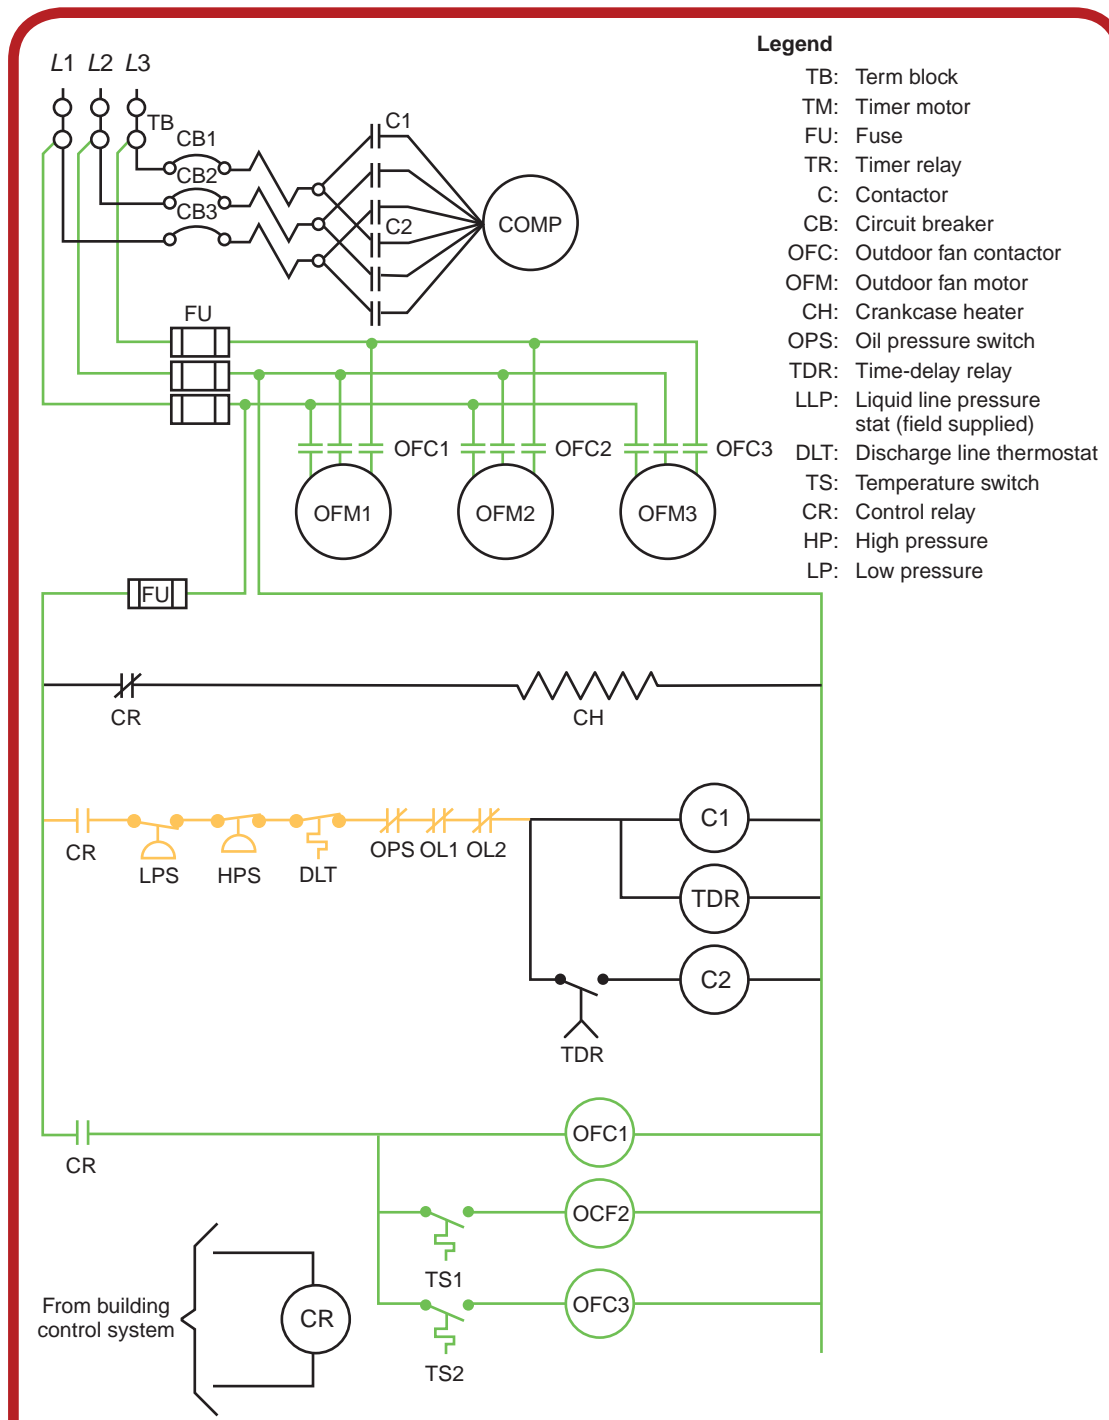 L1 L2 L3
TB
CB1
CB2
CB3
C1
C2
COMP
Legend
TB: Term block
TM: Timer motor
FU: Fuse
TR: Timer relay
C: Contactor
CB: Circuit breaker
OFC: Outdoor fan contactor
OFM: Outdoor fan motor
CH: Crankcase heater
OPS: Oil pressure switch
TDR: Time-delay relay
LLP: Liquid line pressure
stat (field supplied)
DLT: Discharge line thermostat
TS: Temperature switch
CR: Control relay
HP: High pressure
LP: Low pressure
FU
OFC1 OFC2 OFC3
OFM1 OFM2 OFM3
FU
CR CH
C1
CR LPS HPS DLT OPS OL1 OL2
TDR
C2
TDR
OFC1
CR
OCF2
TS1
OFC3
TS2
From building
control system
CR